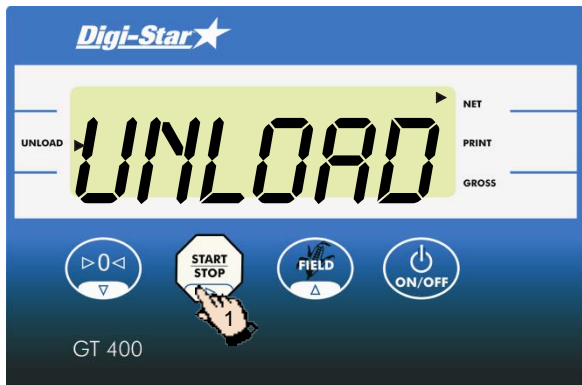 Digi-Star
NET
UNLOAD
UNLOAD
PRINT
GROSS
▷0◁
START
STOP
FIELD
ON/OFF
1
GT 400